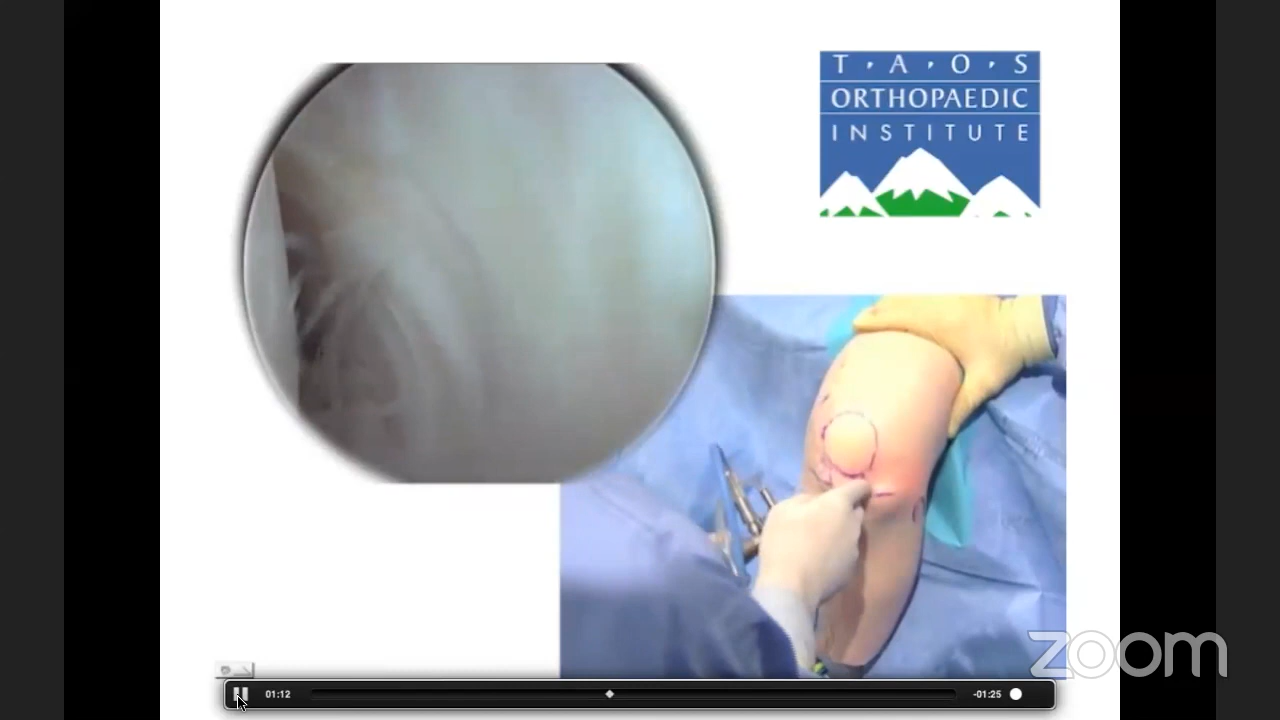 T · A · O · S
ORTHOPAEDIC
INSTITUTE
zoom
01:12
-01:25